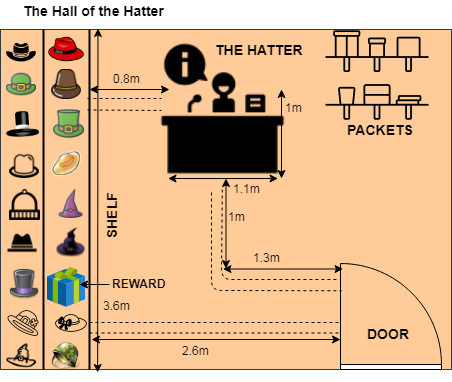 The Hall of the Hatter
THE HATTER
0.8m
1m
PACKETS
1.1m
1m
SHELF
1.3m
REWARD
3.6m
DOOR
2.6m